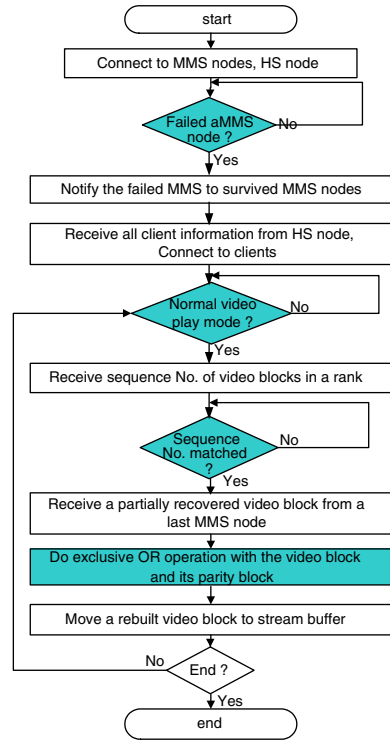 start
Connect to MMS nodes, HS node
Failed aMMS
node ?
No
Yes
Notify the failed MMS to survived MMS nodes
Receive all client information from HS node,
Connect to clients
Normal video
play mode ?
No
Yes
Receive sequence No. of video blocks in a rank
Sequence
No. matched
?
No
Yes
Receive a partially recovered video block from a
last MMS node
Do exclusive OR operation with the video block
and its parity block
Move a rebuilt video block to stream buffer
No
End ?
Yes
end